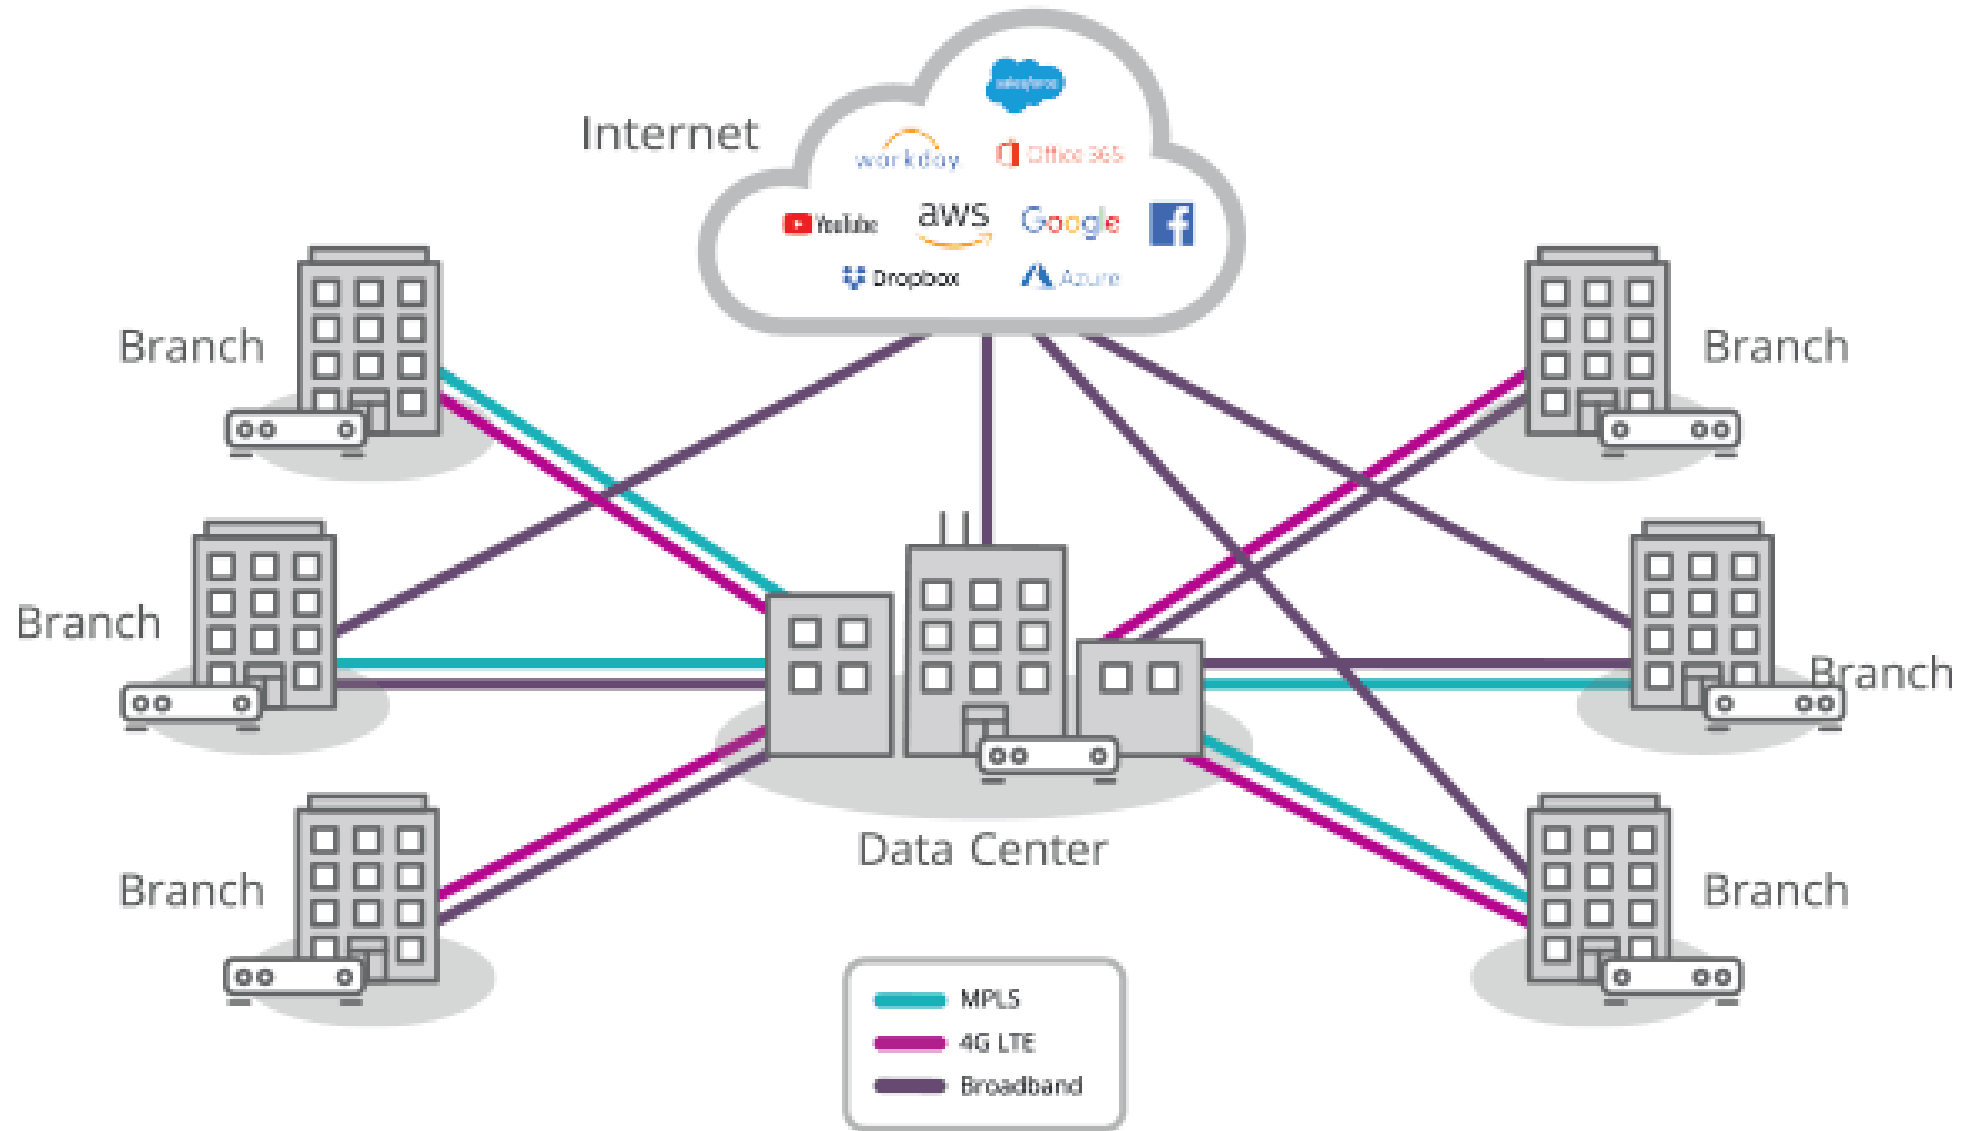 salesforce
Internet
workday
Office 365
YouTube
aws
Google
f
Dropbox
Azure
Branch
Branch
Branch
Branch
Data Center
Branch
Branch
MPLS
4G LTE
Broadband